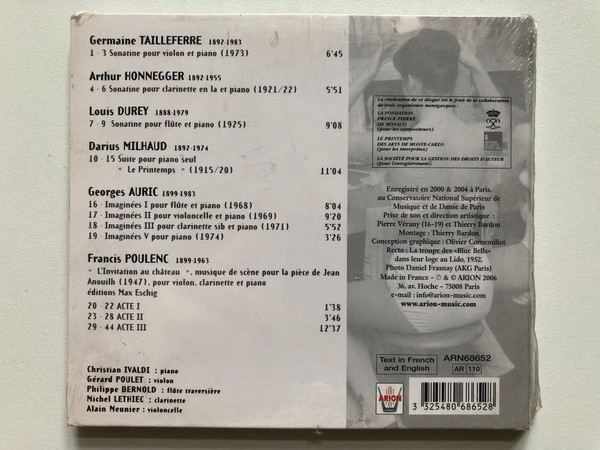 Germaine TAILLEFERRE 1892-1983
1 - 3 Sonatine pour violon et piano (1973) 6'45
Arthur HONNEGGER 1892-1955
4 - 6 Sonatine pour clarinette en la et piano (1921/22) 5'51
Louis DUREY 1888-1979
7 - 9 Sonatine pour flûte et piano (1925) 9'08
Darius MILHAUD 1892-1974
10 - 15 Suite pour piano seul
" Le Printemps " (1915/20) 11'04
Georges AURIC 1899-1983
16 - Imaginées I pour flûte et piano (1968) 8'04
17 - Imaginées II pour violoncelle et piano (1969) 9'20
18 - Imaginées III pour clarinette sib et piano (1971) 5'52
19 - Imaginées V pour piano (1974) 3'26
Francis POULENC 1899-1963
" L'Invitation au château ", musique de scène pour la pièce de Jean
Anouilh (1947), pour violon, clarinette et piano
éditions Max Eschig
20 - 22 ACTE I 1'38
23 - 28 ACTE II 3'46
29 - 44 ACTE III 12'37
Christian IVALDI : piano
Gérard POULET : violon
Philippe BERNOLD : flûte traversière
Michel LETHIEC : clarinette
Alain Meunier : violoncelle
La réalisation de ce disque a été le fruit de la collaboration
de trois organismes monégasques :
LA FONDATION
PRINCE PIERRE
DE MONACO
(pour les compositeurs)
LE PRINTEMPS
DES ARTS DE MONTE-CARLO
(pour les interprètes)
LA SOCIÉTÉ POUR LA GESTION DES DROITS D'AUTEUR
(pour l'enregistrement).
Enregistré en 2000 & 2004 à Paris,
au Conservatoire National Supérieur de
Musique et de Danse de Paris
Prise de son et direction artistique :
Pierre Vérany (16-19) et Thierry Bardon
Montage : Thierry Bardon
Conception graphique : Olivier Cornemillot
Recto : La troupe des «Blue Bells»
dans leur loge au Lido, 1952.
Photo Daniel Frasnay (AKG Paris)
Made in France - ℗ & © ARION 2006
36, av. Hoche - 75008 Paris
e-mail : info@arion-music.com
www.arion-music.com
Text in French
and English
ARN68652
AR 110
ARION
3 325480 686528